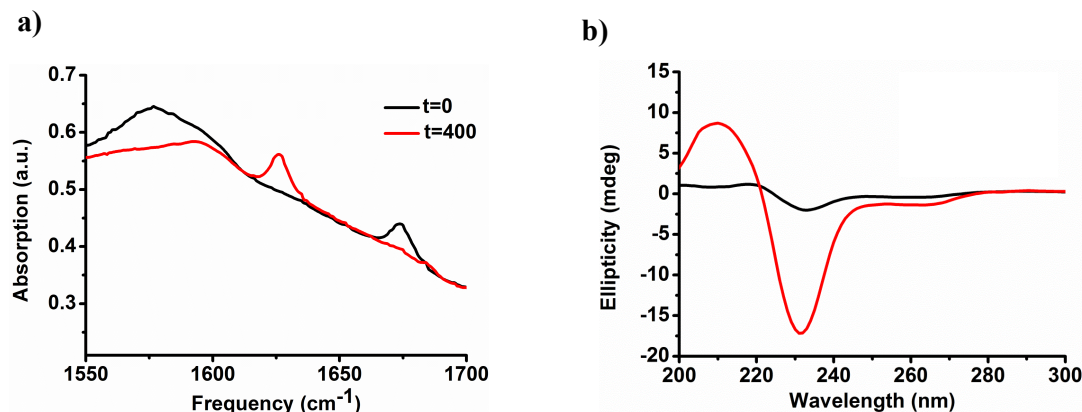 a)
0.7
0.6
0.5
0.4
0.3
Absorption (a.u.)
t=0
t=400
1550
1600
1650
1700
Frequency (cm⁻¹)
b)
15
10
5
0
-5
-10
-15
-20
Ellipticity (mdeg)
200
220
240
260
280
300
Wavelength (nm)